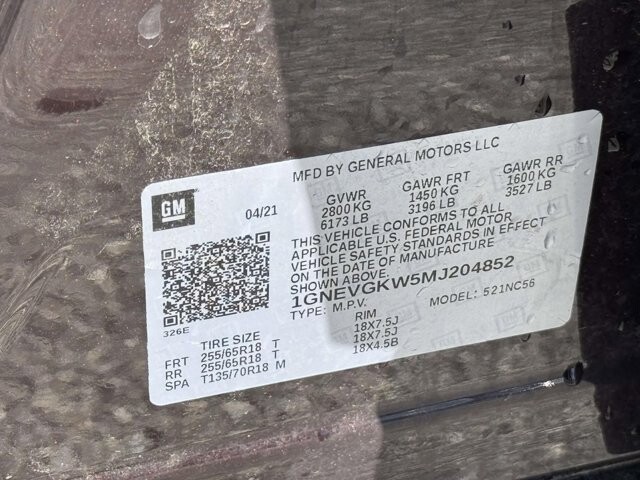 MFD BY GENERAL MOTORS LLC
GM
04/21
GVWR GAWR FRT GAWR RR
2800 KG 1450 KG 1600 KG
6173 LB 3196 LB 3527 LB
THIS VEHICLE CONFORMS TO ALL
APPLICABLE U.S. FEDERAL MOTOR
VEHICLE SAFETY STANDARDS IN EFFECT
ON THE DATE OF MANUFACTURE
SHOWN ABOVE.
1GNEVGKW5MJ204852
TYPE: M.P.V. MODEL: 521NC56
326E
TIRE SIZE RIM
FRT 255/65R18 T 18X7.5J
RR 255/65R18 T 18X7.5J
SPA T135/70R18 M 18X4.5B